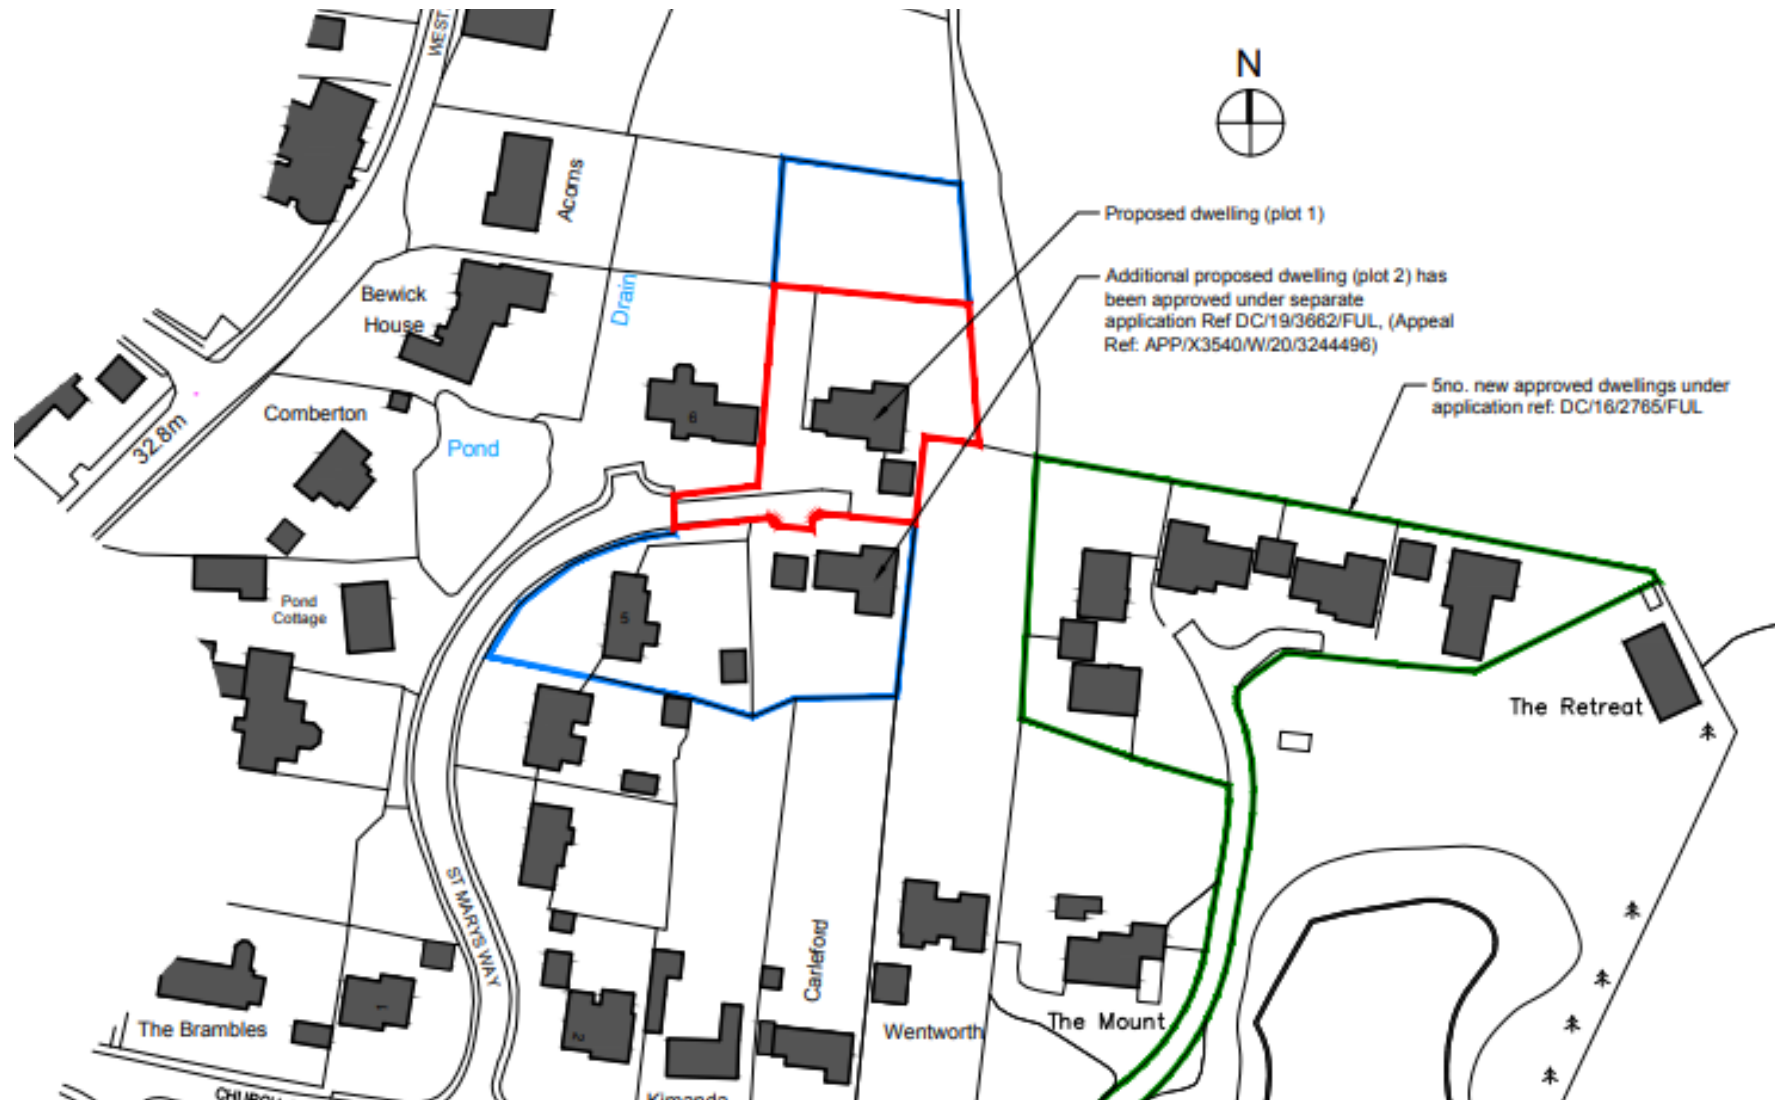 WEST
N
Acorns
Proposed dwelling (plot 1)
Additional proposed dwelling (plot 2) has
been approved under separate
application Ref DC/19/3662/FUL, (Appeal
Ref: APP/X3540/W/20/3244496)
Bewick
House
Drain
5no. new approved dwellings under
application ref: DC/16/2765/FUL
Comberton
6
32.8m
Pond
Pond
Cottage
5
The Retreat
ST MARYS WAY
Carleford
The Brambles
1
2
Wentworth
The Mount